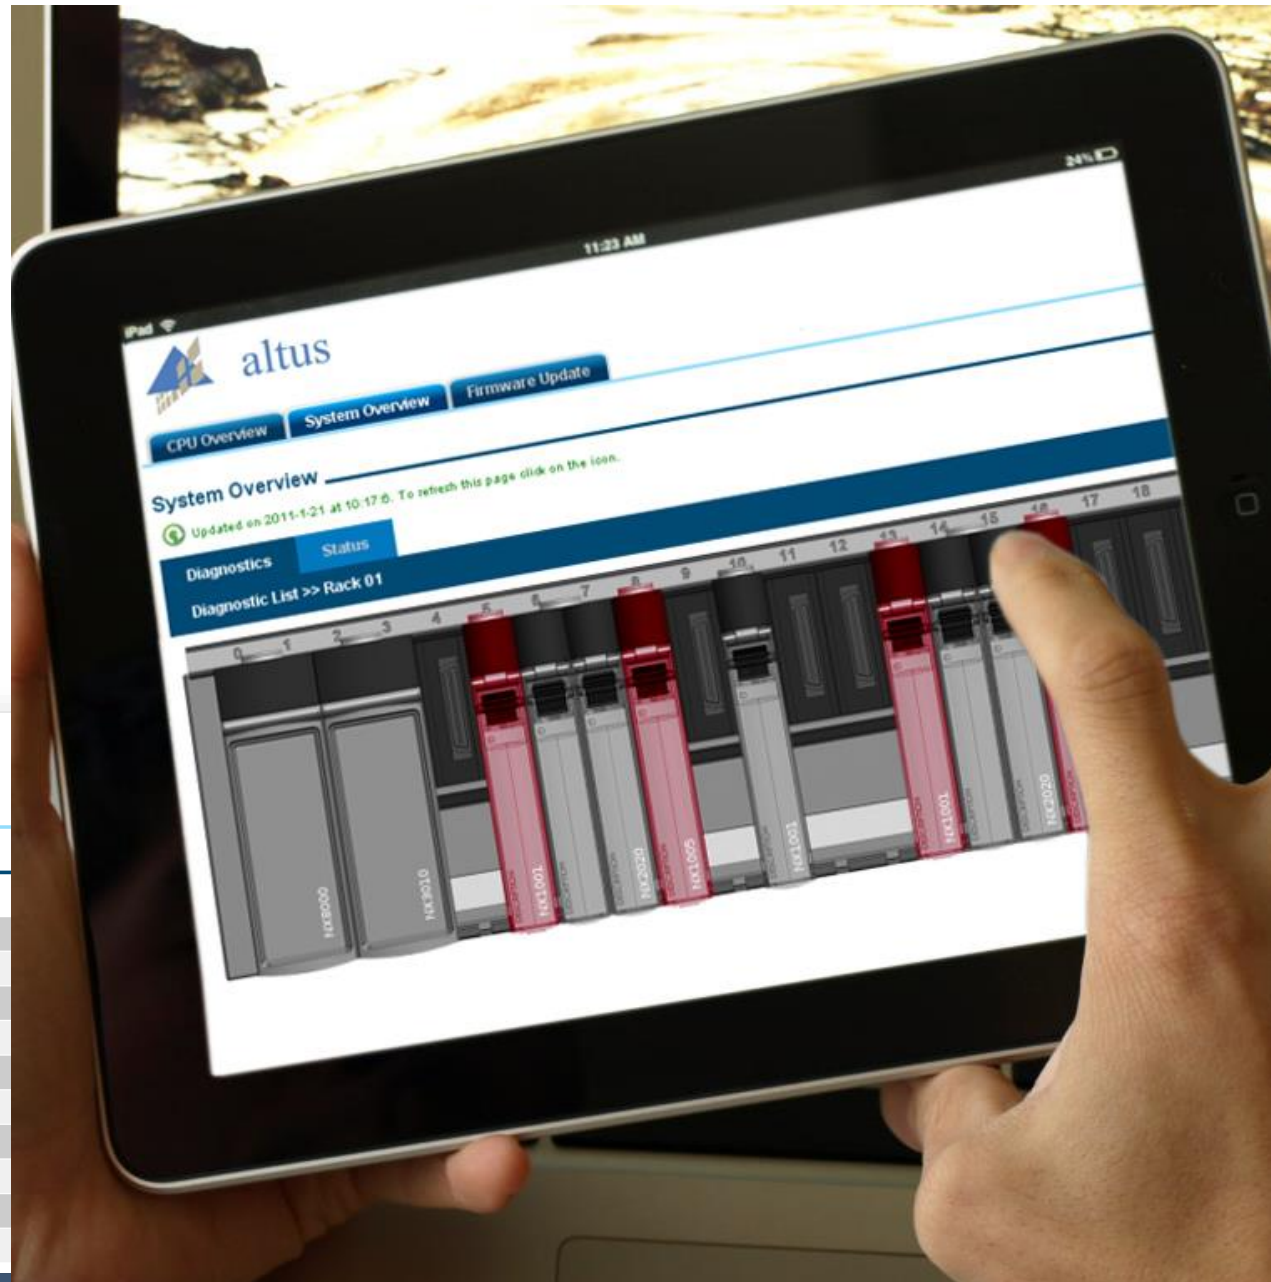 24%
11:23 AM
iPad
altus
CPU Overview
System Overview
Firmware Update
System Overview
Updated on 2011-1-21 at 10:17:6. To refresh this page click on the icon.
Diagnostics
Status
Diagnostic List >> Rack 01
0 1 2 3 4 5 6 7 8 9 10 11 12 13 14 15 16 17 18
NX8000
NX3010
NX1001
NX2020
NX1005
NX1001
NX1001
NX2020